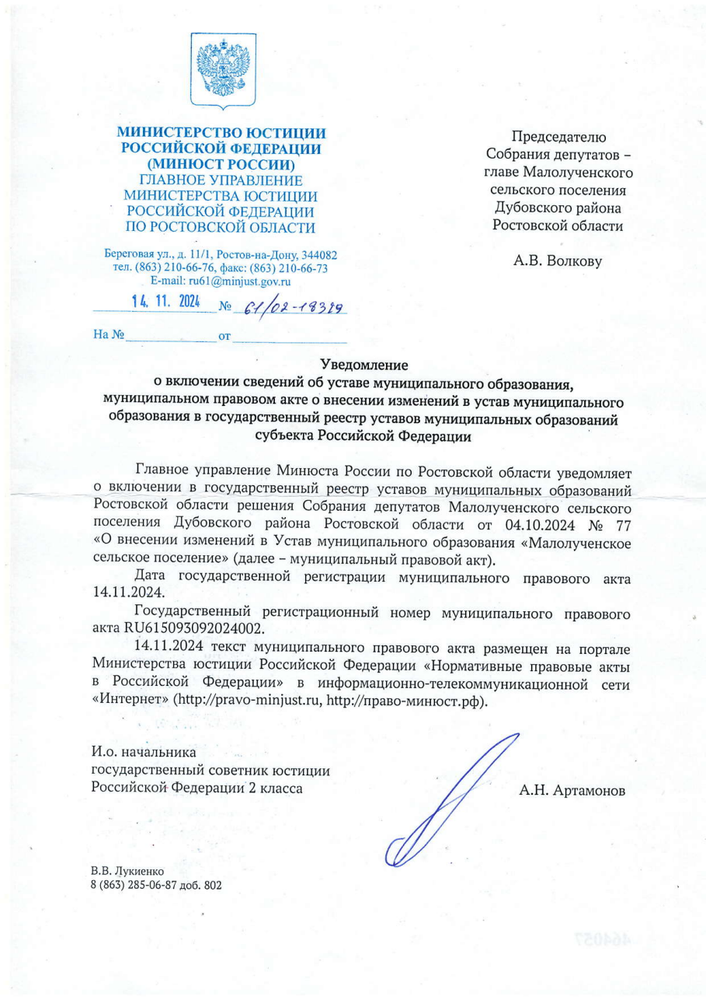 МИНИСТЕРСТВО ЮСТИЦИИ
РОССИЙСКОЙ ФЕДЕРАЦИИ
(МИНЮСТ РОССИИ)
ГЛАВНОЕ УПРАВЛЕНИЕ
МИНИСТЕРСТВА ЮСТИЦИИ
РОССИЙСКОЙ ФЕДЕРАЦИИ
ПО РОСТОВСКОЙ ОБЛАСТИ
Береговая ул., д. 11/1, Ростов-на-Дону, 344082
тел. (863) 210-66-76, факс: (863) 210-66-73
E-mail: ru61@minjust.gov.ru
14. 11. 2024 № 61/02-18329
На № от
Председателю
Собрания депутатов –
главе Малолученского
сельского поселения
Дубовского района
Ростовской области
А.В. Волкову
Уведомление
о включении сведений об уставе муниципального образования,
муниципальном правовом акте о внесении изменений в устав муниципального
образования в государственный реестр уставов муниципальных образований
субъекта Российской Федерации
Главное управление Минюста России по Ростовской области уведомляет
о включении в государственный реестр уставов муниципальных образований
Ростовской области решения Собрания депутатов Малолученского сельского
поселения Дубовского района Ростовской области от 04.10.2024 № 77
«О внесении изменений в Устав муниципального образования «Малолученское
сельское поселение» (далее – муниципальный правовой акт).
Дата государственной регистрации муниципального правового акта
14.11.2024.
Государственный регистрационный номер муниципального правового
акта RU615093092024002.
14.11.2024 текст муниципального правового акта размещен на портале
Министерства юстиции Российской Федерации «Нормативные правовые акты
в Российской Федерации» в информационно-телекоммуникационной сети
«Интернет» (http://pravo-minjust.ru, http://право-минюст.рф).
И.о. начальника
государственный советник юстиции
Российской Федерации 2 класса
А.Н. Артамонов
В.В. Лукиенко
8 (863) 285-06-87 доб. 802
464057